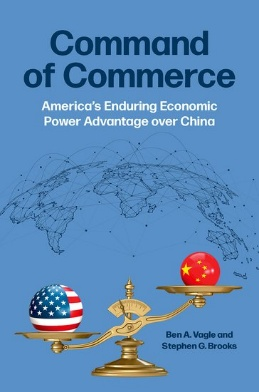 Command
of Commerce
America's Enduring Economic
Power Advantage over China
Ben A. Vagle and
Stephen G. Brooks